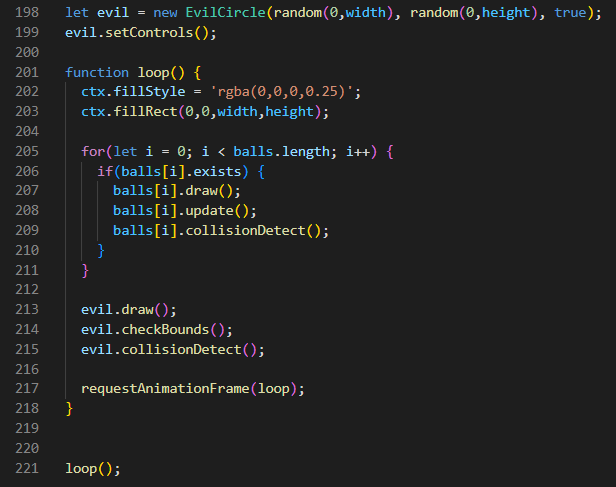 198 let evil = new EvilCircle(random(0,width), random(0,height), true);
199 evil.setControls();
200
201 function loop() {
202   ctx.fillStyle = 'rgba(0,0,0,0.25)';
203   ctx.fillRect(0,0,width,height);
204
205   for(let i = 0; i < balls.length; i++) {
206     if(balls[i].exists) {
207       balls[i].draw();
208       balls[i].update();
209       balls[i].collisionDetect();
210     }
211   }
212
213   evil.draw();
214   evil.checkBounds();
215   evil.collisionDetect();
216
217   requestAnimationFrame(loop);
218 }
219
220
221 loop();